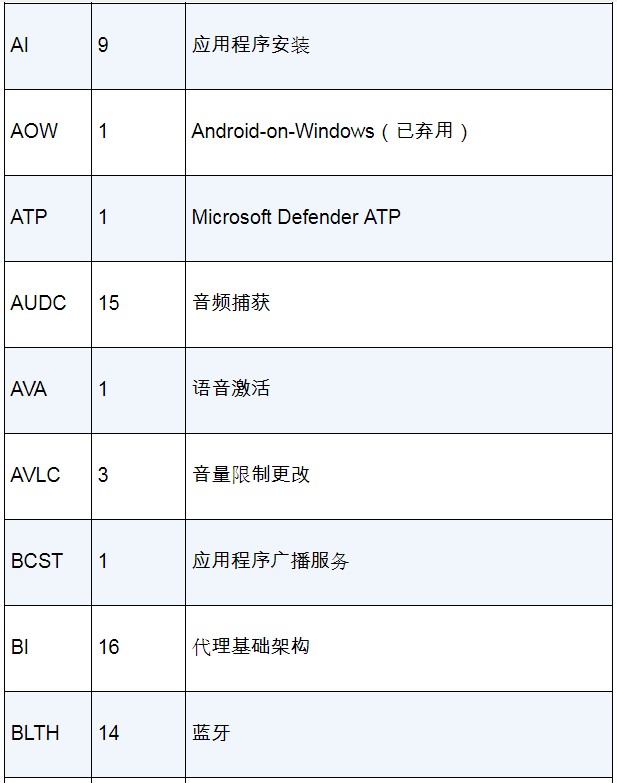 AI 9 应用程序安装
AOW 1 Android-on-Windows（已弃用）
ATP 1 Microsoft Defender ATP
AUDC 15 音频捕获
AVA 1 语音激活
AVLC 3 音量限制更改
BCST 1 应用程序广播服务
BI 16 代理基础架构
BLTH 14 蓝牙